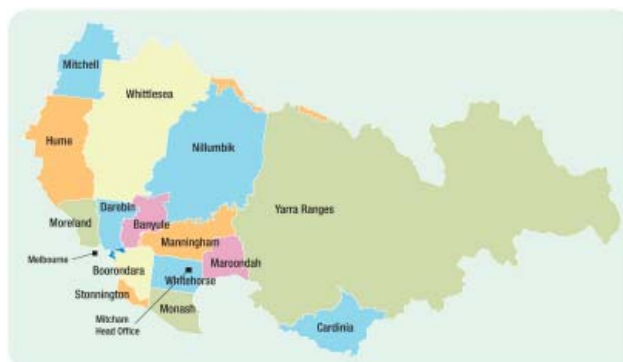 Mitchell
Whittlesea
Hume
Nillumbik
Darebin
Yarra Ranges
Moreland
Banyule
Manningham
Melbourne
Maroondah
Boorondara
Whitehorse
Stonnington
Monash
Mitcham
Head Office
Cardinia